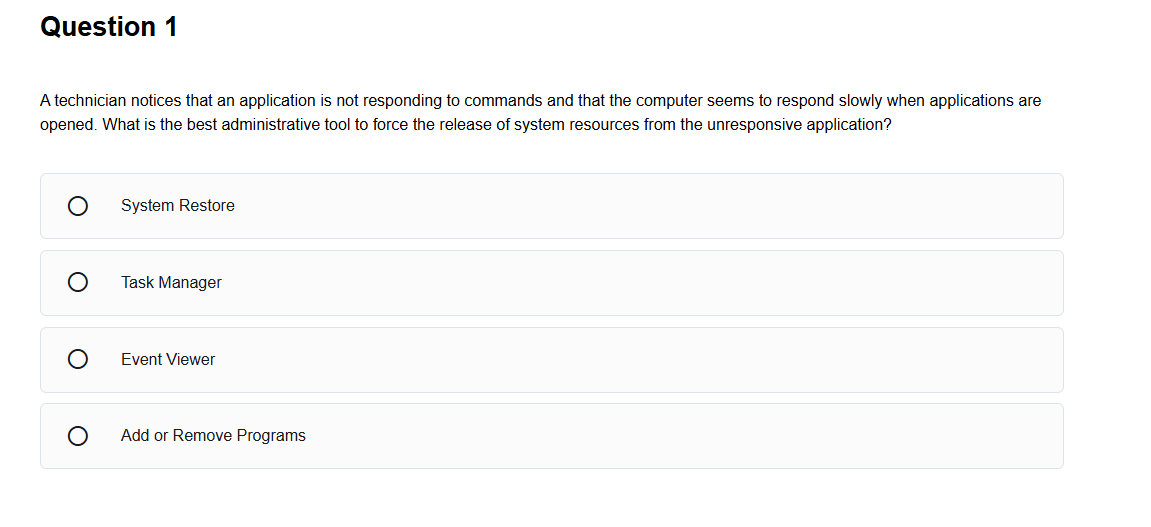 Question 1
A technician notices that an application is not responding to commands and that the computer seems to respond slowly when applications are
opened. What is the best administrative tool to force the release of system resources from the unresponsive application?
System Restore
Task Manager
Event Viewer
Add or Remove Programs